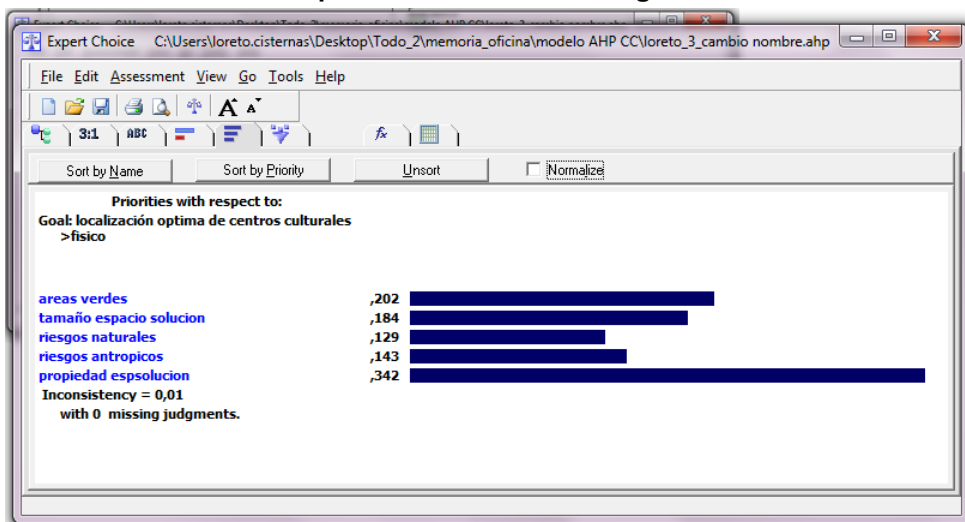 Expert Choice C:\Users\loreto.cisternas\Desktop\Todo_2\memoria_oficina\modelo AHP CC\loreto_3_cambio nombre.ahp
File Edit Assessment View Go Tools Help
3:1 ABC fx
Sort by Name Sort by Priority Unsort Normalize
Priorities with respect to:
Goal: localización optima de centros culturales
>fisico
areas verdes ,202
tamaño espacio solucion ,184
riesgos naturales ,129
riesgos antropicos ,143
propiedad espsolucion ,342
Inconsistency = 0,01
with 0 missing judgments.